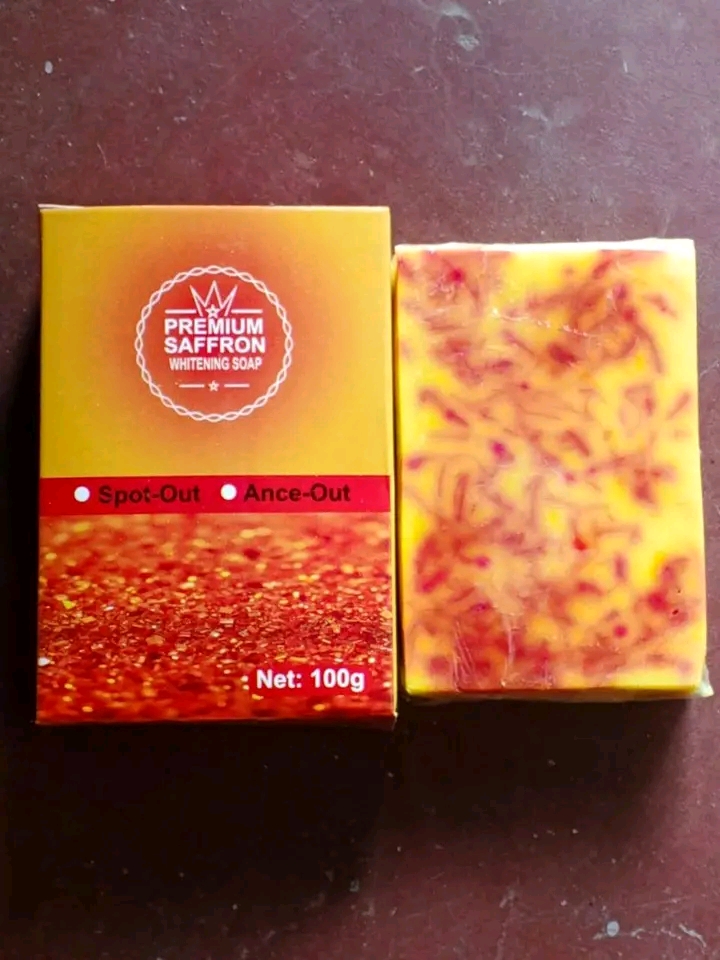 PREMIUM
SAFFRON
WHITENING SOAP
Spot-Out Ance-Out
Net: 100g